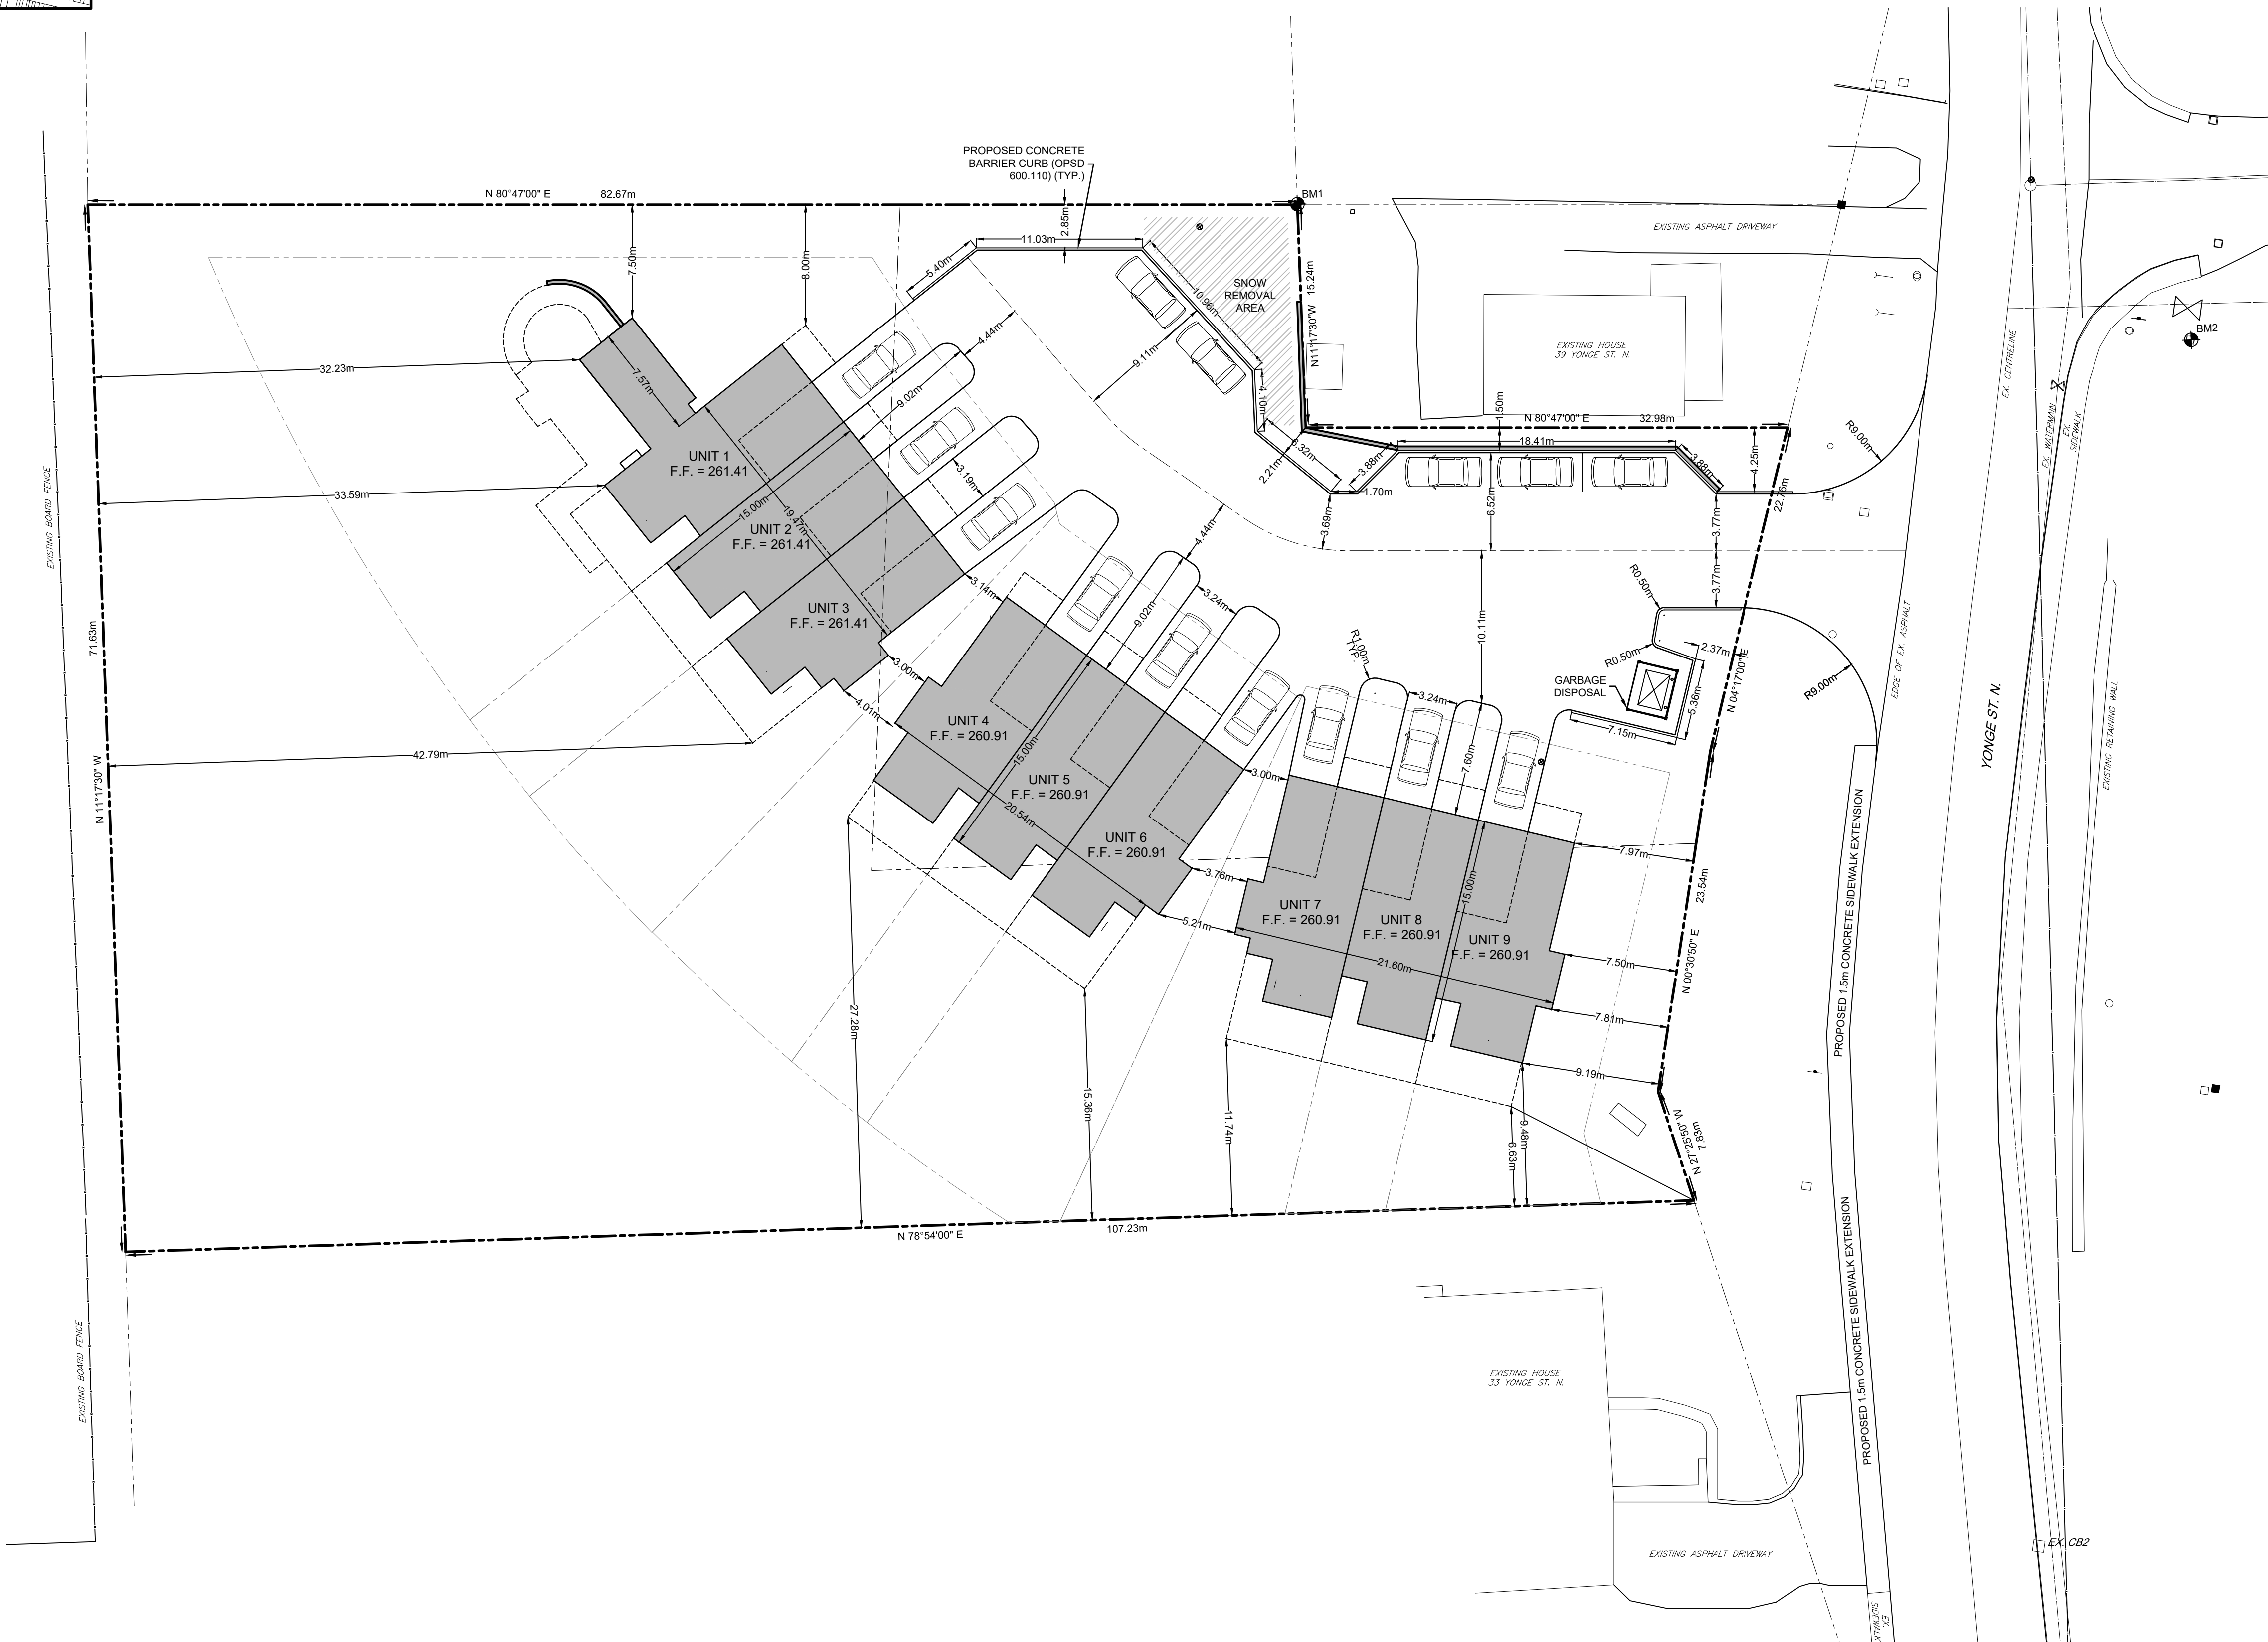 PROPOSED CONCRETE
BARRIER CURB (OPSD
600.110) (TYP.)
N 80°47'00" E
82.67m
BM1
2.85m
11.03m
7.50m
8.00m
5.40m
10.96m
SNOW
REMOVAL
AREA
N11°17'30"W 15.24m
EXISTING ASPHALT DRIVEWAY
EXISTING HOUSE
39 YONGE ST. N.
BM2
4.44m
9.11m
4.10m
N 80°47'00" E
32.98m
1.50m
18.41m
6.32m
2.21m
3.88m
3.88m
4.25m
R9.00m
1.70m
22.76m
3.69m
6.52m
3.77m
3.77m
32.23m
7.57m
9.02m
UNIT 1
F.F. = 261.41
3.19m
33.59m
15.00m
19.47m
UNIT 2
F.F. = 261.41
4.44m
3.14m
UNIT 3
F.F. = 261.41
9.02m
3.24m
R0.50m
10.11m
R1.00m
TYP.
R0.50m
2.37m
N 04°17'00"E
R9.00m
GARBAGE
DISPOSAL
5.36m
7.15m
71.63m
N 11°17'30" W
42.79m
3.00m
4.01m
UNIT 4
F.F. = 260.91
15.00m
UNIT 5
F.F. = 260.91
20.54m
UNIT 6
F.F. = 260.91
3.00m
3.24m
7.60m
3.76m
5.21m
7.97m
23.54m
UNIT 7
F.F. = 260.91
15.00m
UNIT 8
F.F. = 260.91
UNIT 9
F.F. = 260.91
21.60m
7.50m
N 00°30'50" E
7.81m
9.19m
27.28m
15.36m
11.74m
9.48m
6.63m
N 27°25'50" W
7.83m
N 78°54'00" E
107.23m
EXISTING BOARD FENCE
EXISTING BOARD FENCE
EX. CENTRELINE
EX. WATERMAIN
EX.
SIDEWALK
EDGE OF EX. ASPHALT
YONGE ST. N.
EXISTING RETAINING WALL
PROPOSED 1.5m CONCRETE SIDEWALK EXTENSION
PROPOSED 1.5m CONCRETE SIDEWALK EXTENSION
EXISTING HOUSE
33 YONGE ST. N.
EXISTING ASPHALT DRIVEWAY
EX. CB2
EX.
SIDEWALK